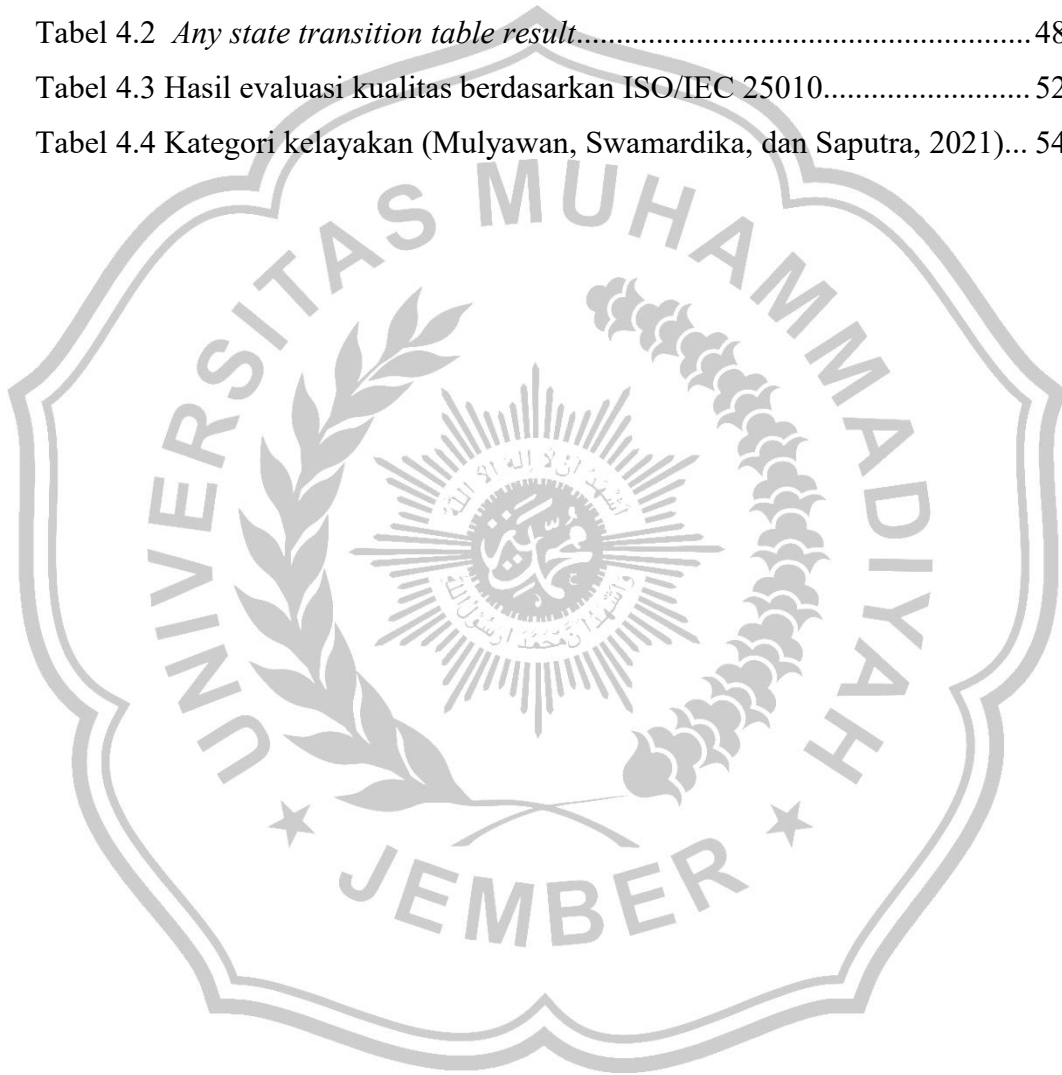 Tabel 4.2 Any state transition table result.................................................................48
Tabel 4.3 Hasil evaluasi kualitas berdasarkan ISO/IEC 25010......................... 52
Tabel 4.4 Kategori kelayakan (Mulyawan, Swamardika, dan Saputra, 2021)... 54
UNIVERSITAS MUHAMMADIYAH
JEMBER